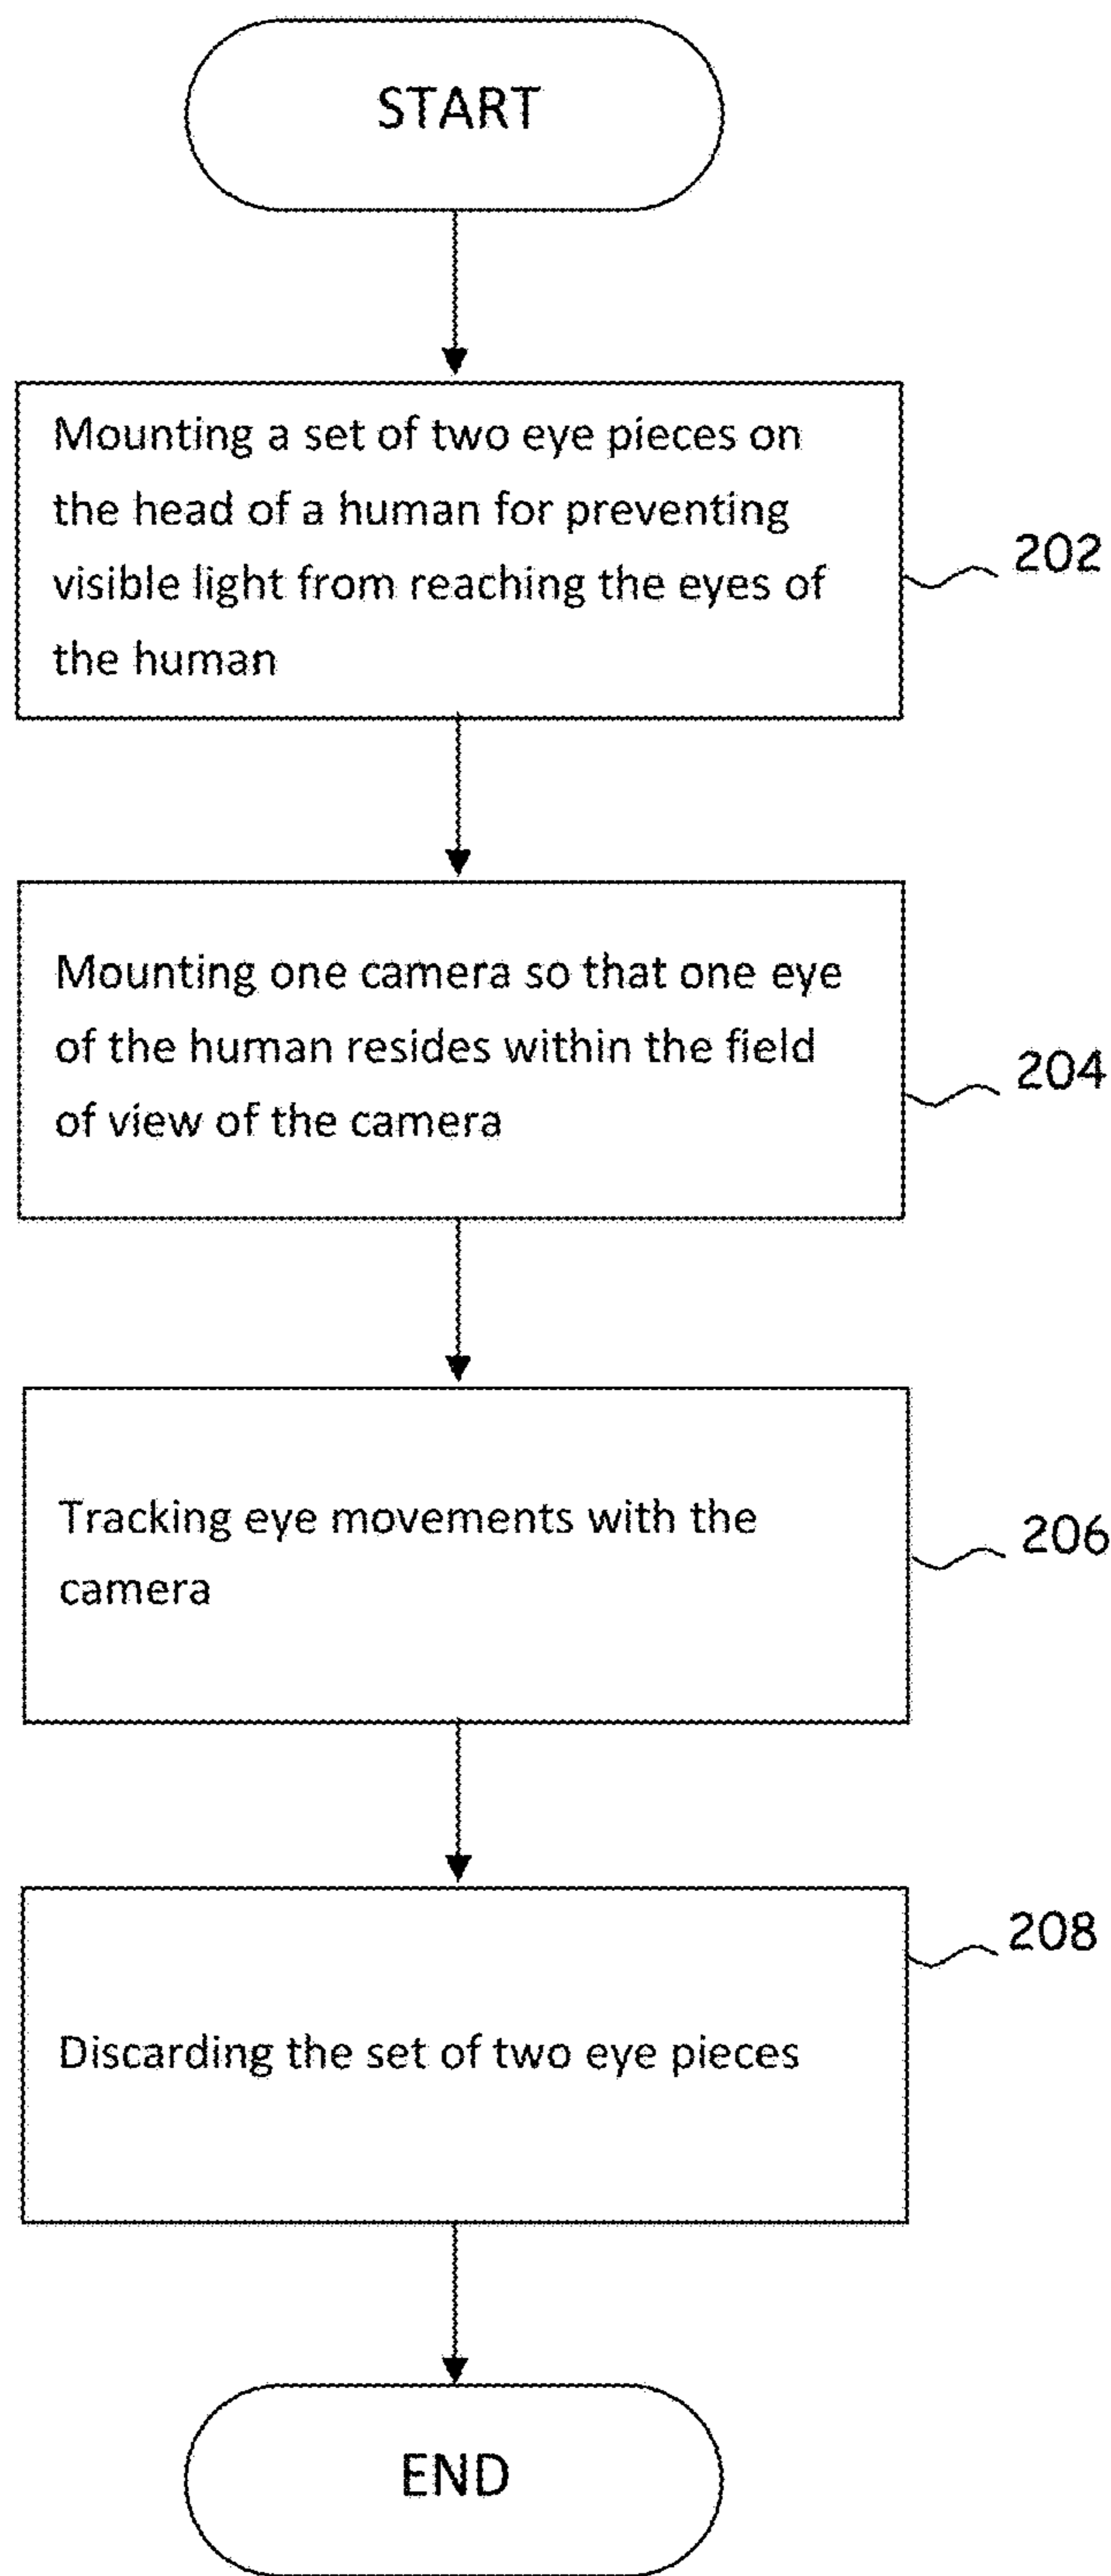 START
Mounting a set of two eye pieces on
the head of a human for preventing
visible light from reaching the eyes of
the human
202
Mounting one camera so that one eye
of the human resides within the field
of view of the camera
204
Tracking eye movements with the
camera
206
208
Discarding the set of two eye pieces
END